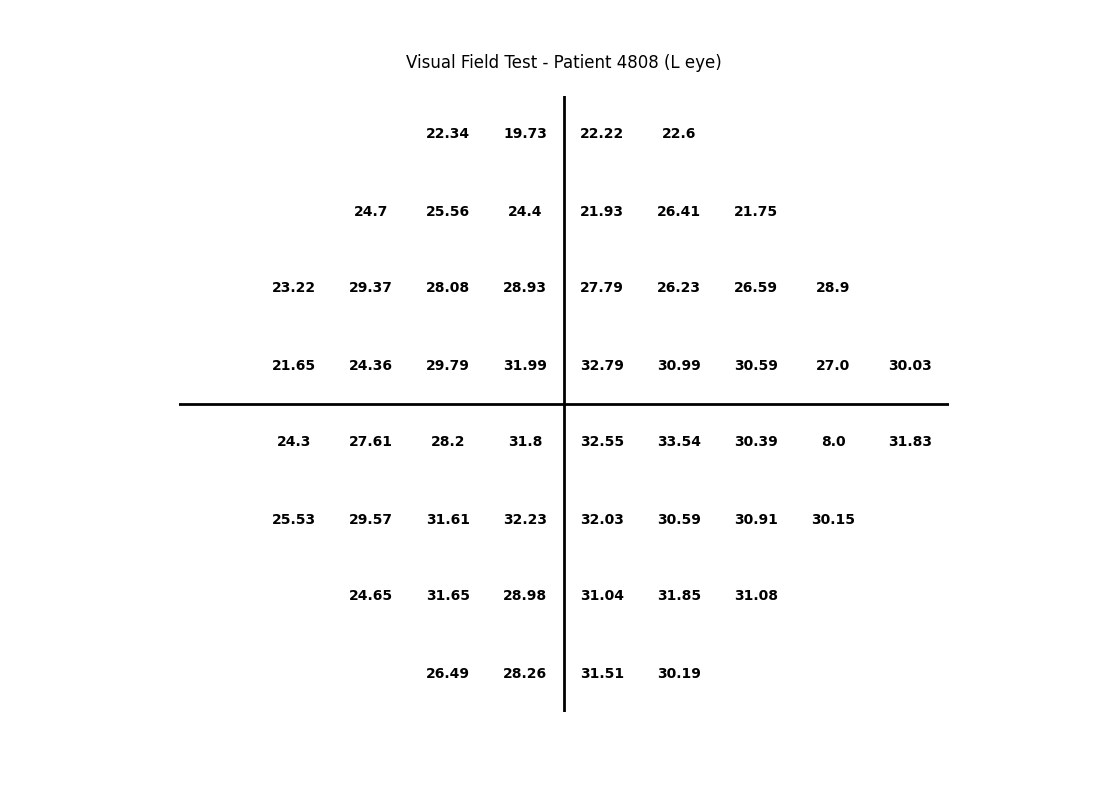 Visual Field Test - Patient 4808 (L eye)
22.34 19.73 22.22 22.6
24.7 25.56 24.4 21.93 26.41 21.75
23.22 29.37 28.08 28.93 27.79 26.23 26.59 28.9
21.65 24.36 29.79 31.99 32.79 30.99 30.59 27.0 30.03
24.3 27.61 28.2 31.8 32.55 33.54 30.39 8.0 31.83
25.53 29.57 31.61 32.23 32.03 30.59 30.91 30.15
24.65 31.65 28.98 31.04 31.85 31.08
26.49 28.26 31.51 30.19